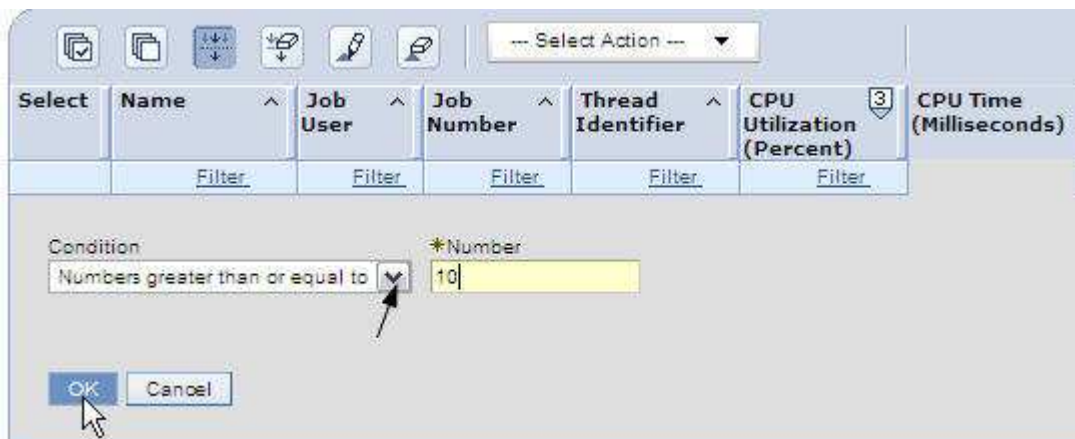 --- Select Action ---
Select Name Job User Job Number Thread Identifier CPU Utilization (Percent) 3 CPU Time (Milliseconds)
Filter Filter Filter Filter Filter
Condition *Number
Numbers greater than or equal to 10
OK Cancel